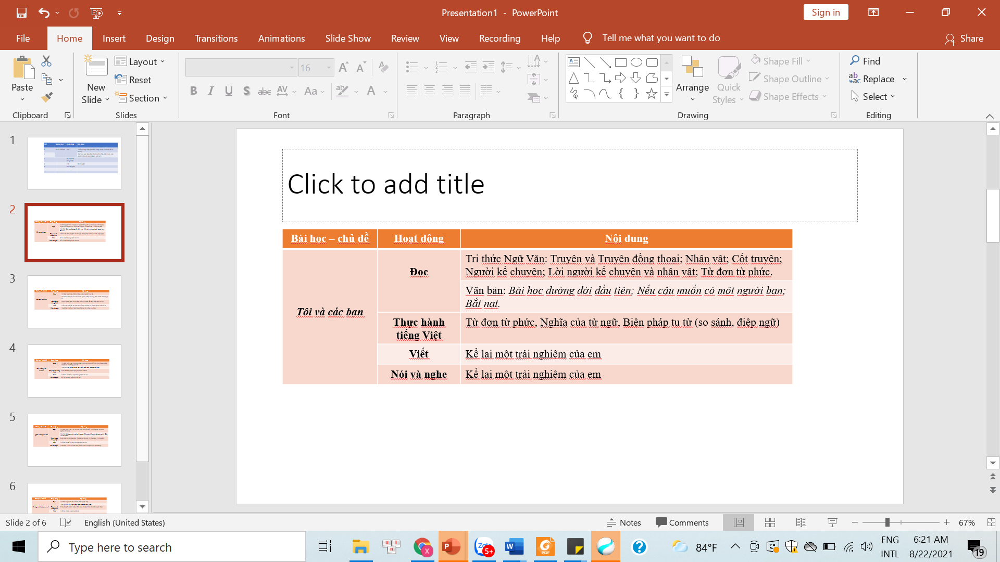 Presentation1 - PowerPoint
Sign in
File Home Insert Design Transitions Animations Slide Show Review View Recording Help Tell me what you want to do Share
Paste
Clipboard
New Slide
Layout
Reset
Section
Slides
16
Font
Paragraph
Arrange
Quick Styles
Shape Fill
Shape Outline
Shape Effects
Drawing
Find
Replace
Select
Editing
1
2
3
4
5
6
Click to add title
Bài học – chủ đề Hoạt động Nội dung
Tôi và các bạn
Đọc
Tri thức Ngữ Văn: Truyện và Truyện đồng thoại; Nhân vật; Cốt truyện;
Người kể chuyện; Lời người kể chuyện và nhân vật; Từ đơn từ phức.
Văn bản: Bài học đường đời đầu tiên; Nếu cậu muốn có một người bạn;
Bắt nạt.
Thực hành
tiếng Việt
Từ đơn từ phức, Nghĩa của từ ngữ, Biện pháp tu từ (so sánh, điệp ngữ)
Viết
Kể lại một trải nghiệm của em
Nói và nghe
Kể lại một trải nghiệm của em
Slide 2 of 6 English (United States) Notes Comments 67%
Type here to search
84°F
ENG
INTL
6:21 AM
8/22/2021
19